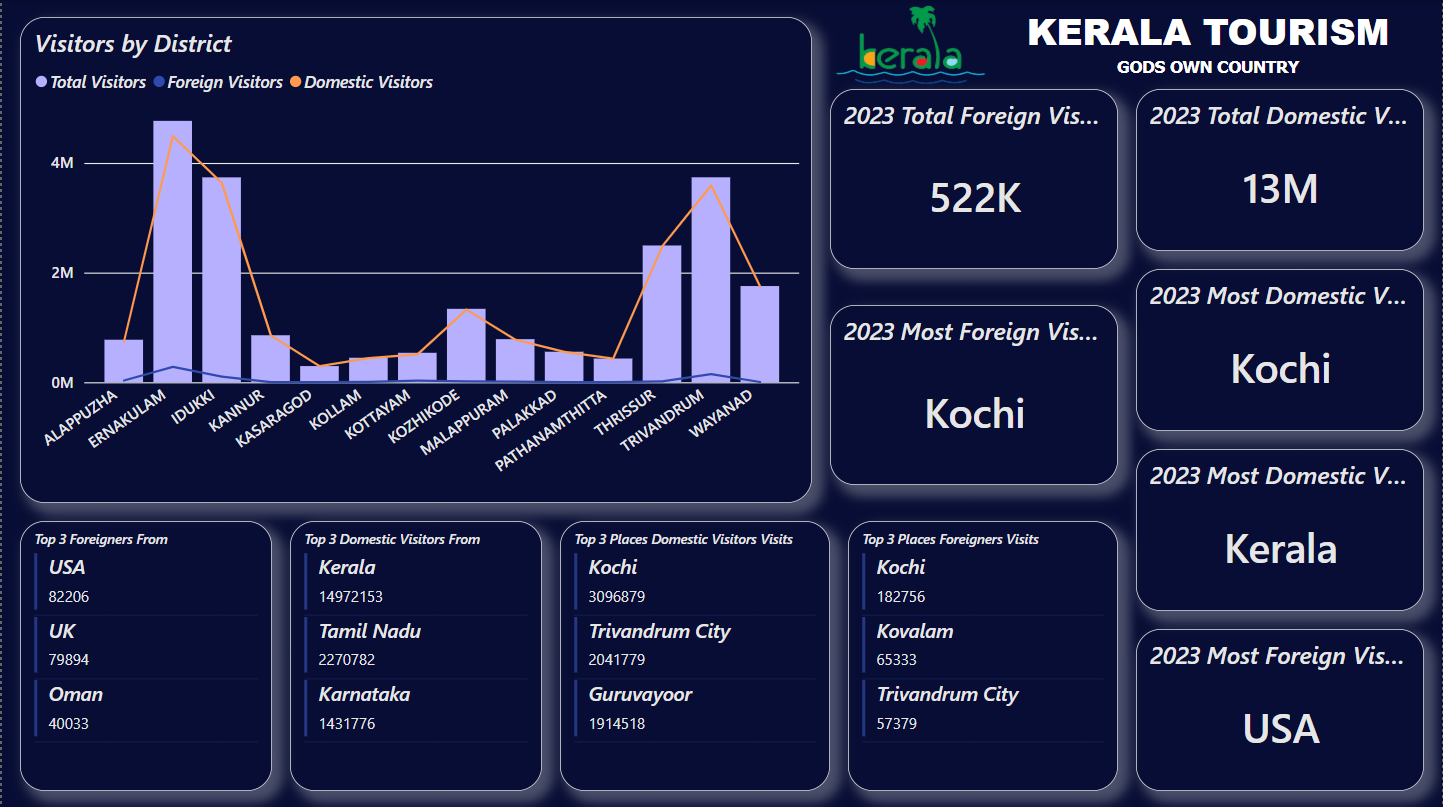 Visitors by District
Total Visitors Foreign Visitors Domestic Visitors
4M
2M
0M
ALAPPUZHA
ERNAKULAM
IDUKKI
KANNUR
KASARAGOD
KOLLAM
KOTTAYAM
KOZHIKODE
MALAPPURAM
PALAKKAD
PATHANAMTHITTA
THRISSUR
TRIVANDRUM
WAYANAD
kerala
KERALA TOURISM
GODS OWN COUNTRY
2023 Total Foreign Vis...
522K
2023 Total Domestic V...
13M
2023 Most Foreign Vis...
Kochi
2023 Most Domestic V...
Kochi
2023 Most Domestic V...
Kerala
2023 Most Foreign Vis...
USA
Top 3 Foreigners From
USA
82206
UK
79894
Oman
40033
Top 3 Domestic Visitors From
Kerala
14972153
Tamil Nadu
2270782
Karnataka
1431776
Top 3 Places Domestic Visitors Visits
Kochi
3096879
Trivandrum City
2041779
Guruvayoor
1914518
Top 3 Places Foreigners Visits
Kochi
182756
Kovalam
65333
Trivandrum City
57379